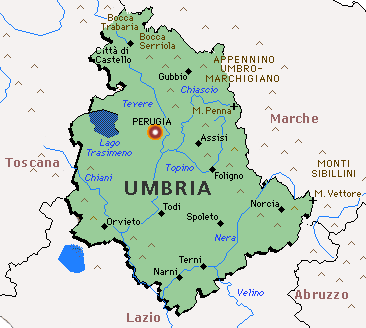 Bocca
Trabaria
Bocca
Serriola
Città di
Castello
Gubbio
APPENNINO
UMBRO-
MARCHIGIANO
Tevere
Chiascio
M. Penna
PERUGIA
Marche
Lago
Trasimeno
Assisi
Toscana
Chiani
Topino
Foligno
MONTI
SIBILLINI
UMBRIA
M. Vettore
Todi
Norcia
Orvieto
Spoleto
Nera
Terni
Narni
Velino
Abruzzo
Lazio